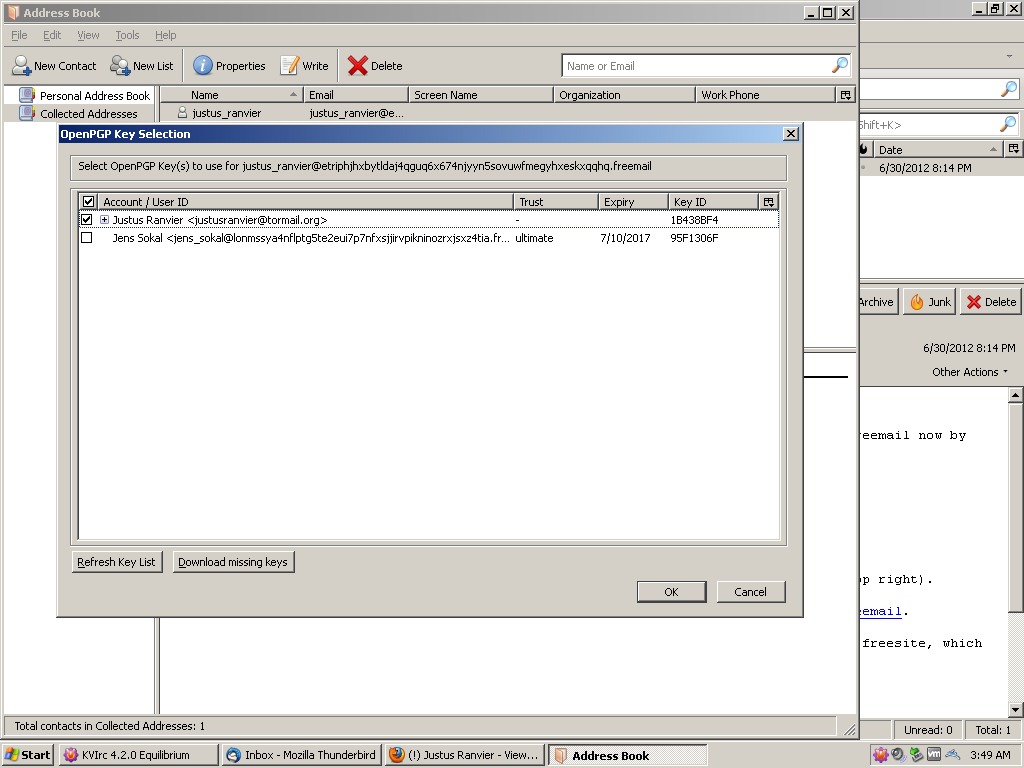 Address Book
File Edit View Tools Help
New Contact New List Properties Write Delete Name or Email
Personal Address Book
Collected Addresses
Name Email Screen Name Organization Work Phone
justus_ranvier justus_ranvier@e...
OpenPGP Key Selection
Select OpenPGP Key(s) to use for justus_ranvier@etriphjhxbytldaj4qguq6x674njyyn5sovuwfmegyhxeskxqqhq.freemail
Account / User ID Trust Expiry Key ID
Justus Ranvier <justusranvier@tormail.org> - 1B438BF4
Jens Sokal <jens_sokal@lonmssya4nflptg5te2eui7p7nfxsjjirvpikninozrxjsxz4tia.fr... ultimate 7/10/2017 95F1306F
Refresh Key List Download missing keys
OK Cancel
Shift+K>
Date
6/30/2012 8:14 PM
Archive Junk Delete
6/30/2012 8:14 PM
Other Actions
eemail now by
op right).
eemail.
freesite, which
Total contacts in Collected Addresses: 1
Unread: 0 Total: 1
Start KVIrc 4.2.0 Equilibrium Inbox - Mozilla Thunderbird (!) Justus Ranvier - View... Address Book 3:49 AM